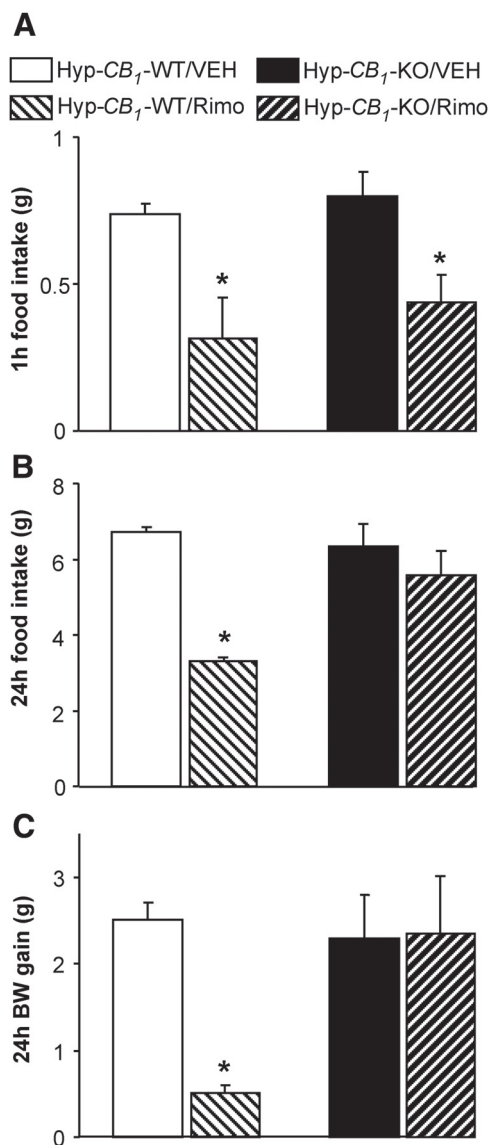 A
Hyp-CB1-WT/VEH Hyp-CB1-KO/VEH
Hyp-CB1-WT/Rimo Hyp-CB1-KO/Rimo
1
0.5
0
1h food intake (g)
*
*
B
8
6
4
2
0
24h food intake (g)
*
C
3
2
1
0
24h BW gain (g)
*